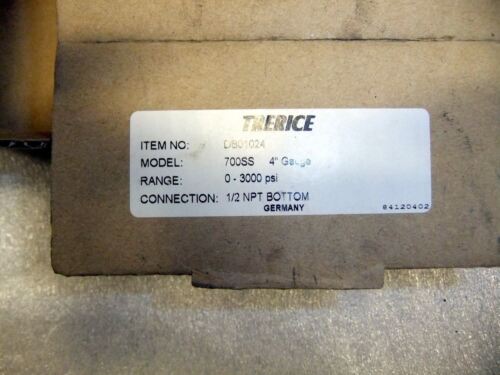 TRERICE
ITEM NO: D801024
MODEL: 700SS 4" Gauge
RANGE: 0 - 3000 psi
CONNECTION: 1/2 NPT BOTTOM
GERMANY
84120402